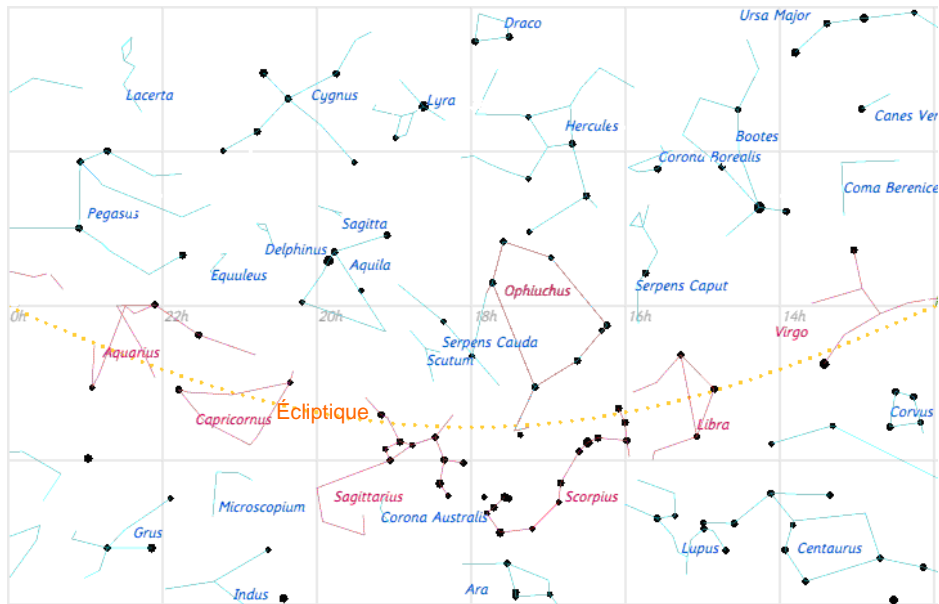 Draco
Ursa Major
Lacerta
Cygnus
Lyra
Hercules
Bootes
Canes Ven
Corona Borealis
Coma Berenice
Pegasus
Sagitta
Delphinus
Aquila
Equuleus
Ophiuchus
Serpens Caput
0h
22h
20h
18h
16h
14h
Virgo
Aquarius
Serpens Cauda
Scutum
Capricornus
Écliptique
Libra
Corvus
Sagittarius
Scorpius
Microscopium
Corona Australis
Grus
Lupus
Centaurus
Indus
Ara